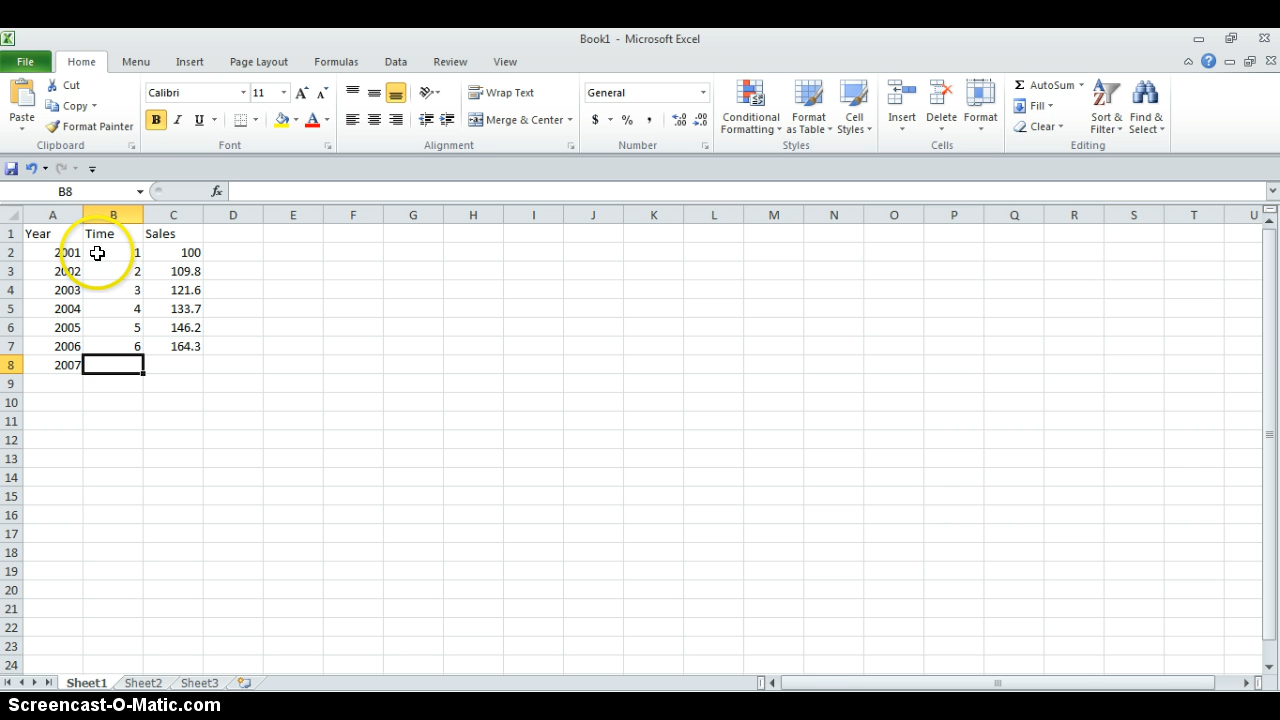 Book1 - Microsoft Excel
File Home Menu Insert Page Layout Formulas Data Review View
Paste
Cut
Copy
Format Painter
Clipboard
Calibri 11
B I U A
Font
Wrap Text
Merge & Center
Alignment
General
$ % ,
Number
Conditional Formatting
Format as Table
Cell Styles
Styles
Insert Delete Format
Cells
Σ AutoSum
Fill
Clear
Sort & Filter
Find & Select
Editing
B8 fx
A B C D E F G H I J K L M N O P Q R S T U
1 Year Time Sales
2 2001 1 100
3 2002 2 109.8
4 2003 3 121.6
5 2004 4 133.7
6 2005 5 146.2
7 2006 6 164.3
8 2007
9
10
11
12
13
14
15
16
17
18
19
20
21
22
23
24
Sheet1 Sheet2 Sheet3
Screencast-O-Matic.com